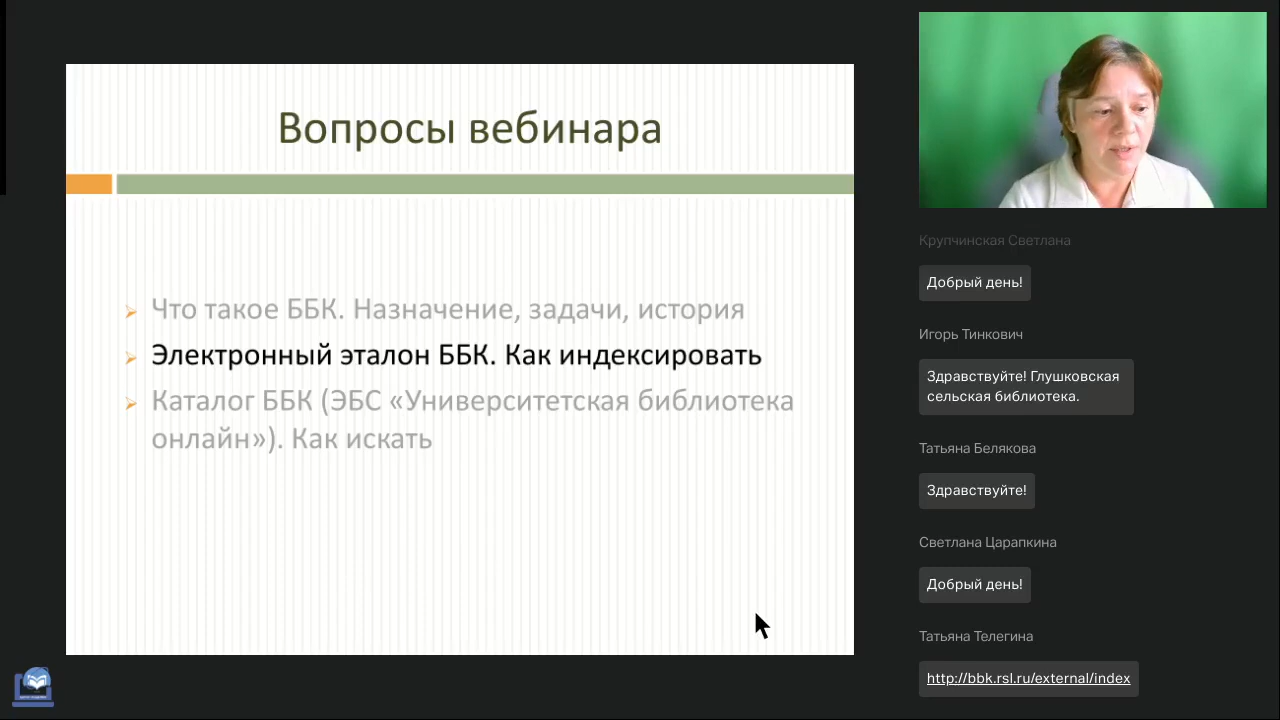 Вопросы вебинара
Что такое ББК. Назначение, задачи, история
Электронный эталон ББК. Как индексировать
Каталог ББК (ЭБС «Университетская библиотека
онлайн»). Как искать
Крупчинская Светлана
Добрый день!
Игорь Тинкович
Здравствуйте! Глушковская
сельская библиотека.
Татьяна Белякова
Здравствуйте!
Светлана Царапкина
Добрый день!
Татьяна Телегина
http://bbk.rsl.ru/external/index